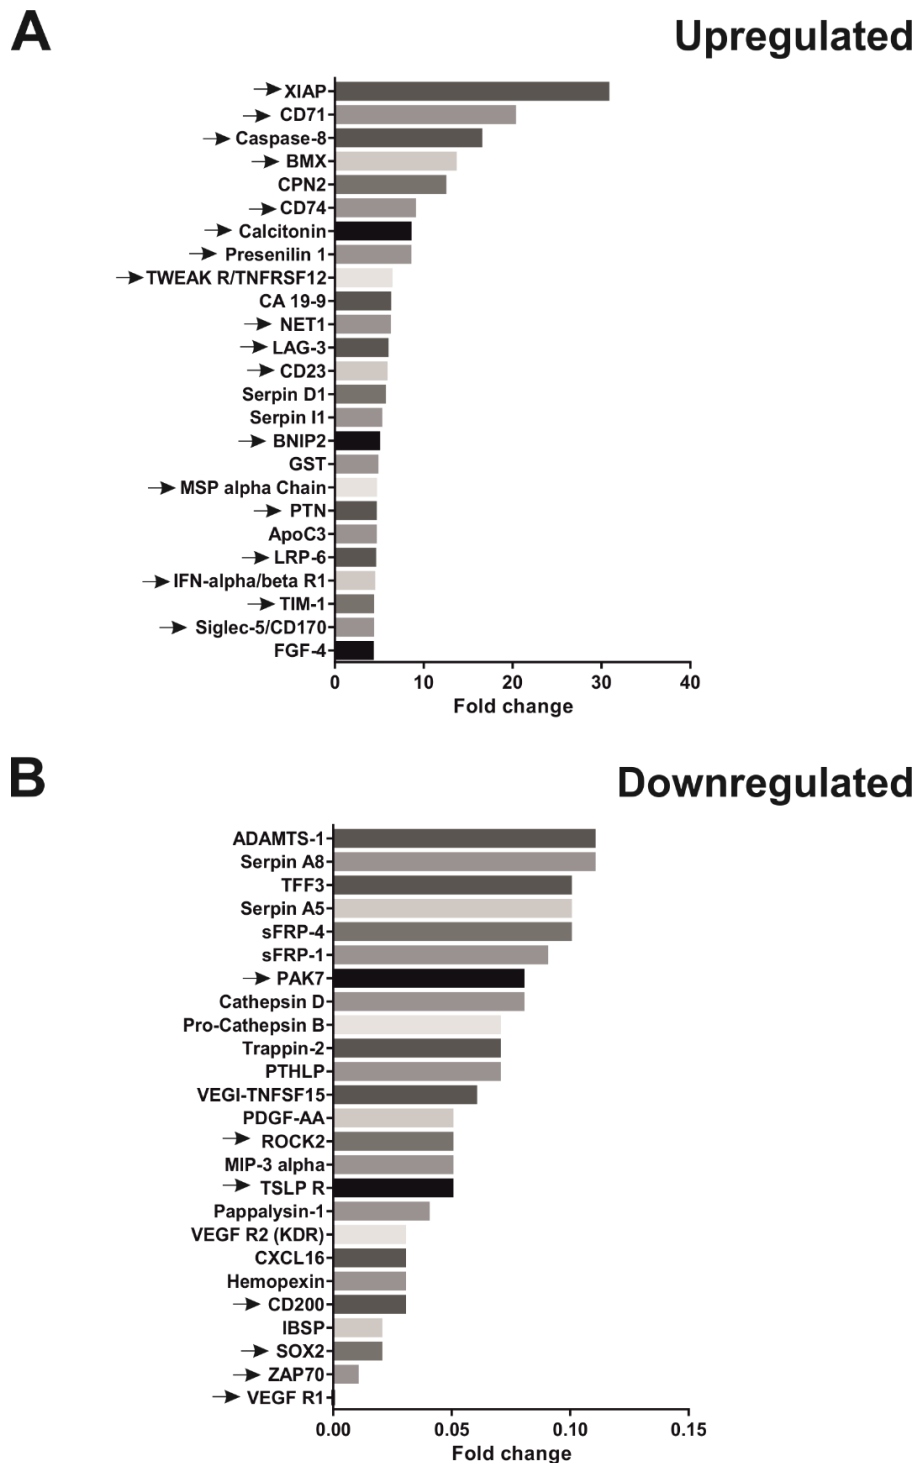 A
Upregulated
XIAP
CD71
Caspase-8
BMX
CPN2
CD74
Calcitonin
Presenilin 1
TWEAK R/TNFRSF12
CA 19-9
NET1
LAG-3
CD23
Serpin D1
Serpin I1
BNIP2
GST
MSP alpha Chain
PTN
ApoC3
LRP-6
IFN-alpha/beta R1
TIM-1
Siglec-5/CD170
FGF-4
0 10 20 30 40
Fold change
B
Downregulated
ADAMTS-1
Serpin A8
TFF3
Serpin A5
sFRP-4
sFRP-1
PAK7
Cathepsin D
Pro-Cathepsin B
Trappin-2
PTHLP
VEGI-TNFSF15
PDGF-AA
ROCK2
MIP-3 alpha
TSLP R
Pappalysin-1
VEGF R2 (KDR)
CXCL16
Hemopexin
CD200
IBSP
SOX2
ZAP70
VEGF R1
0.00 0.05 0.10 0.15
Fold change